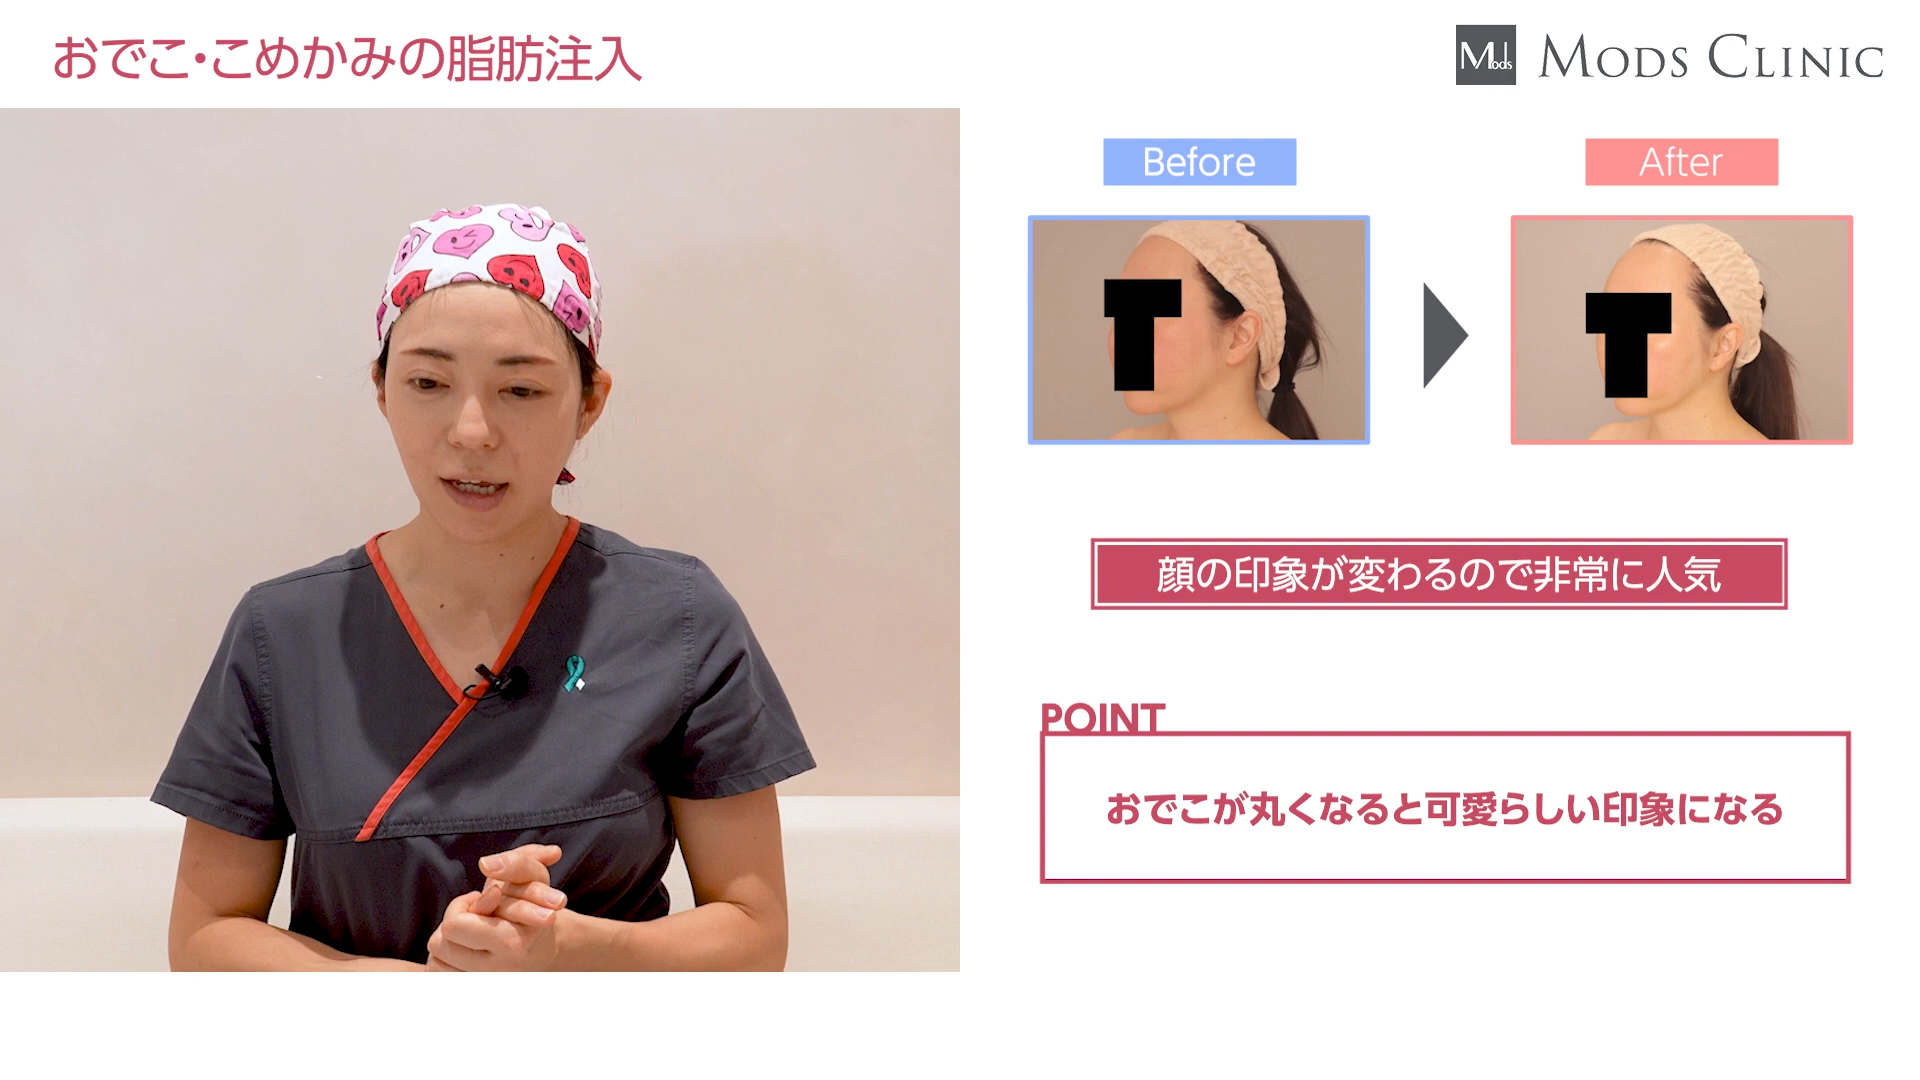 おでこ・こめかみの脂肪注入
Mods
MODS CLINIC
Before
After
顔の印象が変わるので非常に人気
POINT
おでこが丸くなると可愛らしい印象になる